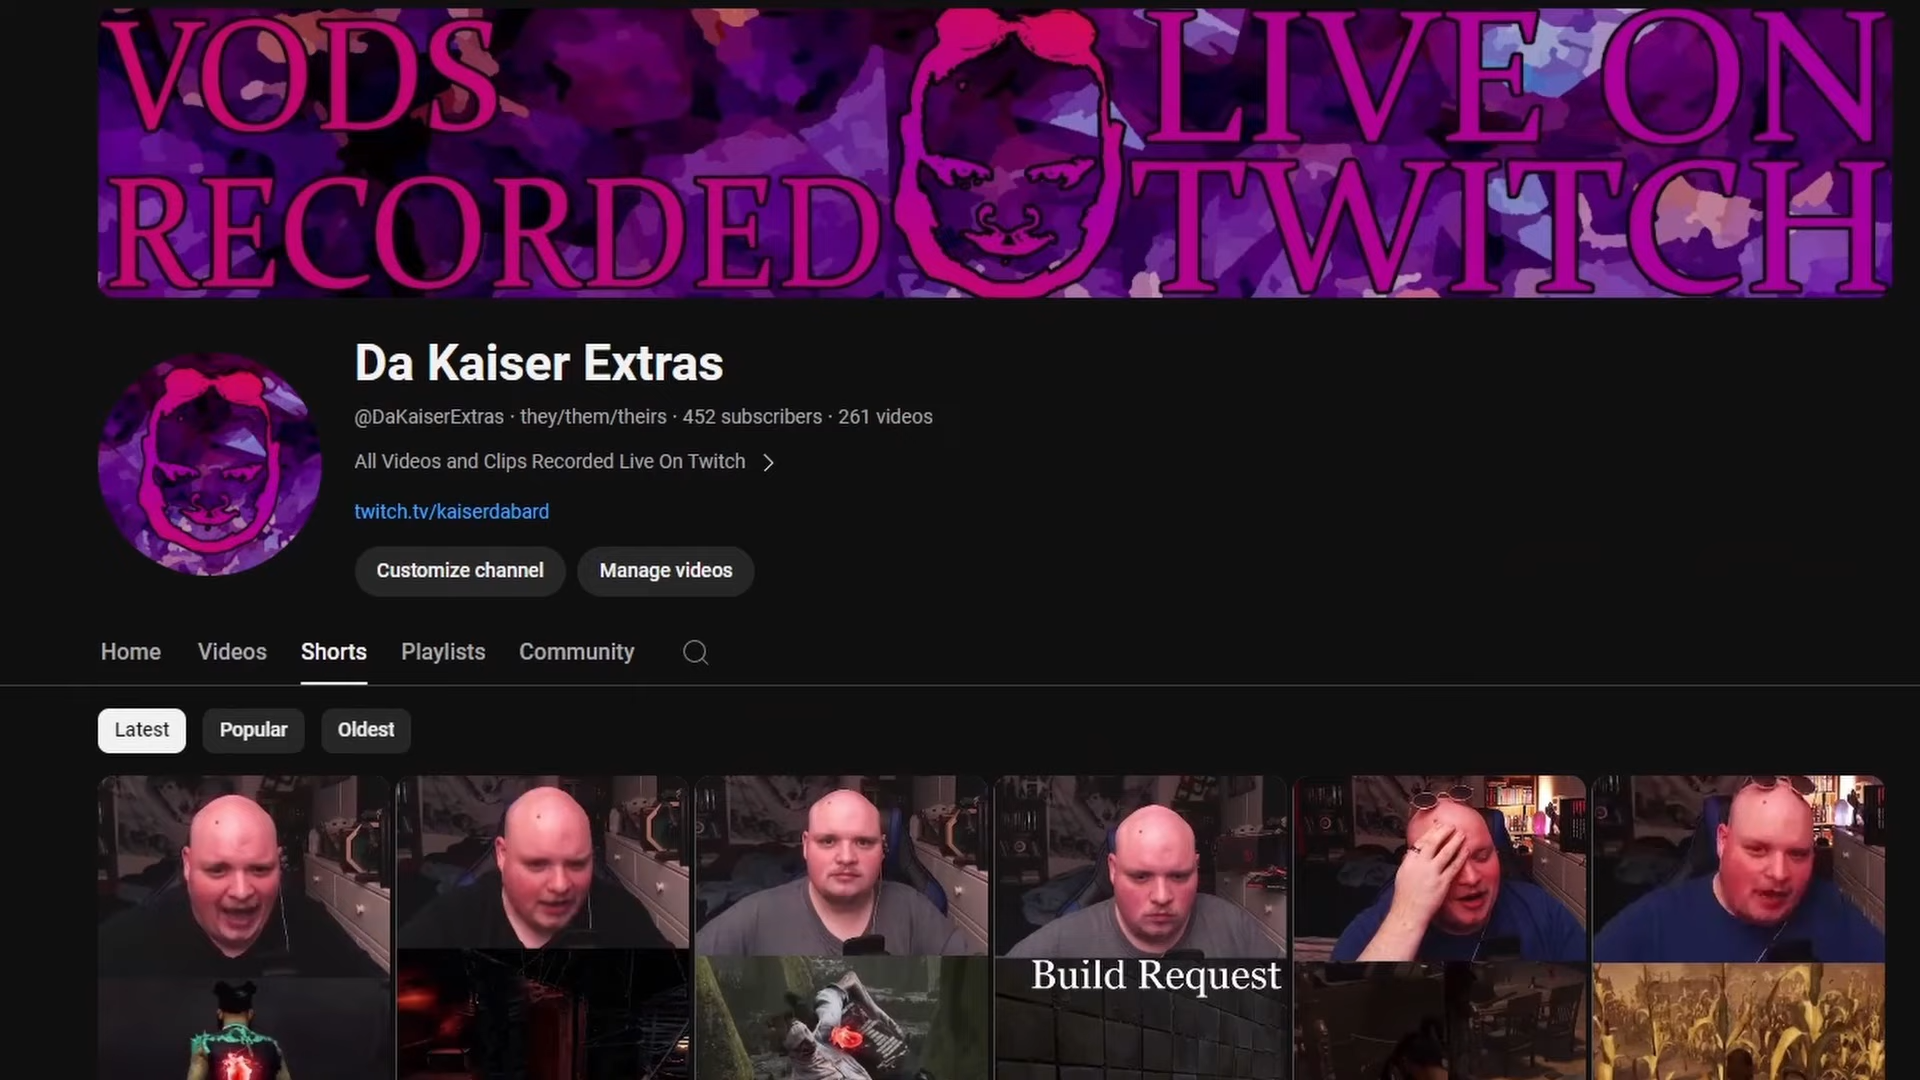 VODS
RECORDED
LIVE ON
TWITCH
Da Kaiser Extras
@DaKaiserExtras · they/them/theirs · 452 subscribers · 261 videos
All Videos and Clips Recorded Live On Twitch
twitch.tv/kaiserdabard
Customize channel
Manage videos
Home
Videos
Shorts
Playlists
Community
Latest
Popular
Oldest
Build Request